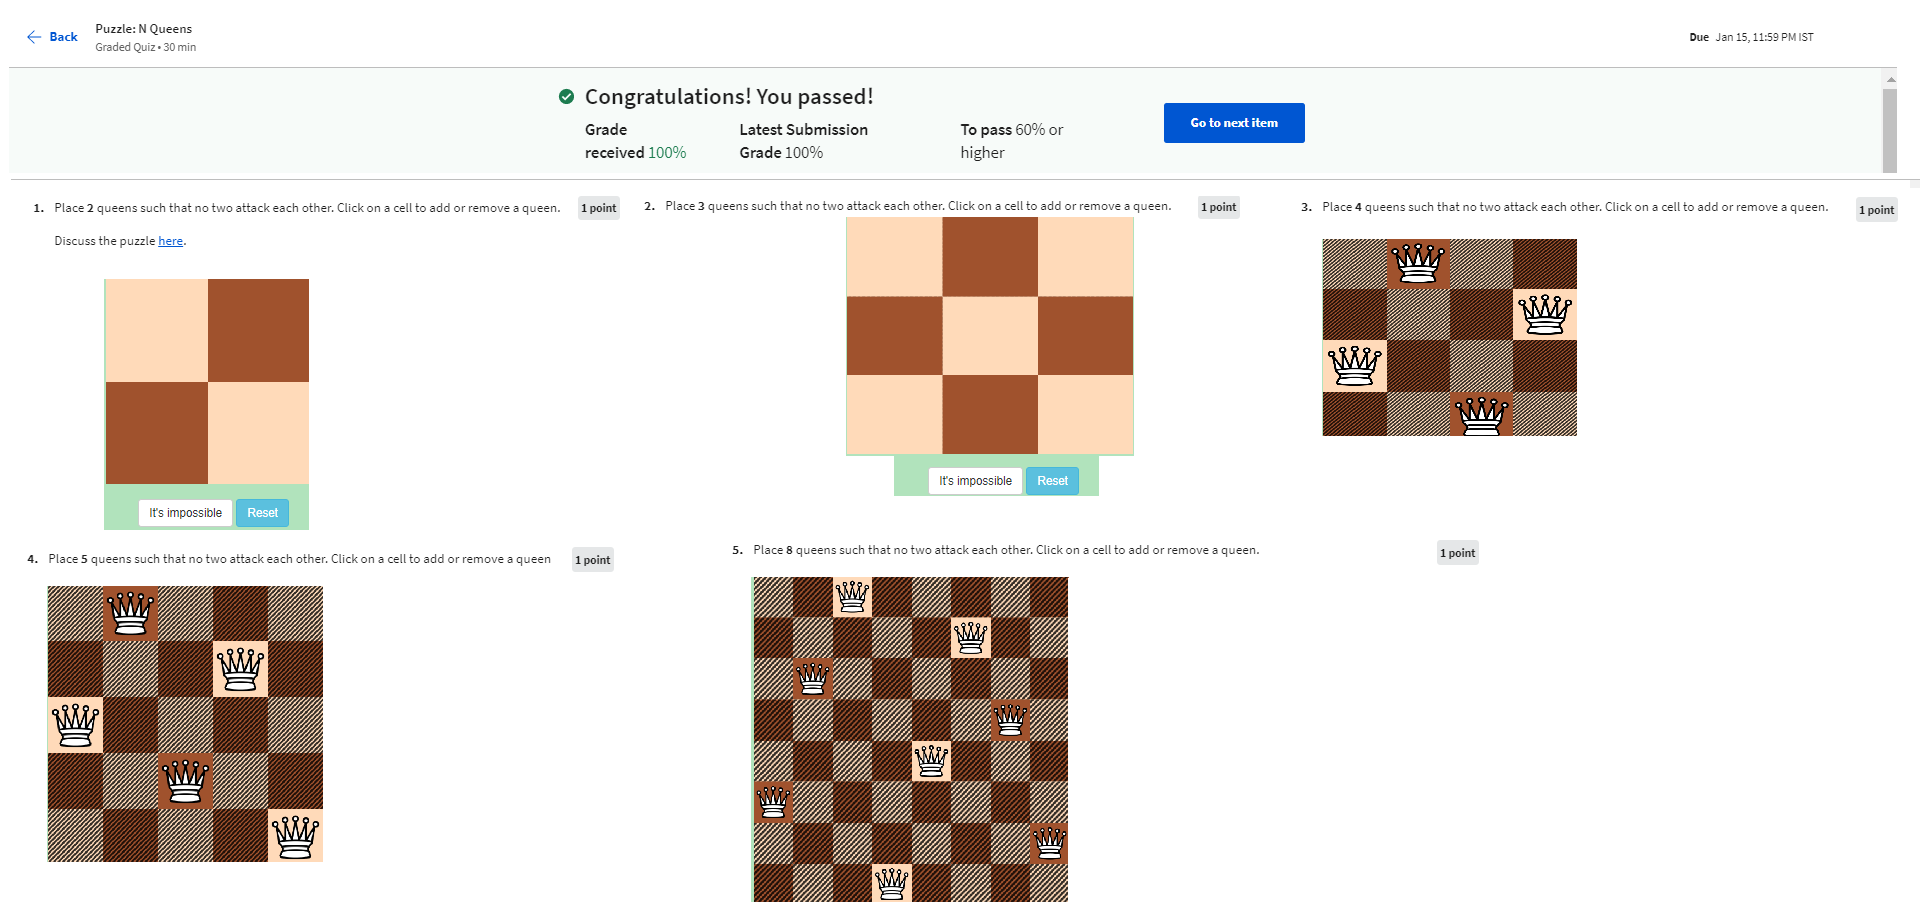 Back
Puzzle: N Queens
Graded Quiz • 30 min
Due Jan 15, 11:59 PM IST
Congratulations! You passed!
Grade received 100%
Latest Submission Grade 100%
To pass 60% or higher
Go to next item
1. Place 2 queens such that no two attack each other. Click on a cell to add or remove a queen.
1 point
Discuss the puzzle here.
It's impossible
Reset
2. Place 3 queens such that no two attack each other. Click on a cell to add or remove a queen.
1 point
It's impossible
Reset
3. Place 4 queens such that no two attack each other. Click on a cell to add or remove a queen.
1 point
4. Place 5 queens such that no two attack each other. Click on a cell to add or remove a queen
1 point
5. Place 8 queens such that no two attack each other. Click on a cell to add or remove a queen.
1 point